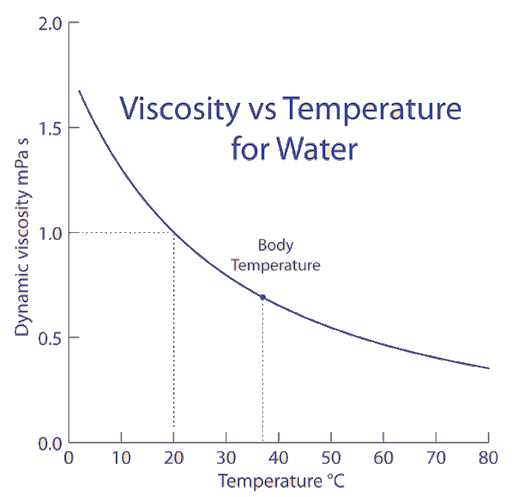 Viscosity vs Temperature
for Water
Dynamic viscosity mPa s
2.0
1.5
1.0
0.5
0.0
Body
Temperature
0 10 20 30 40 50 60 70 80
Temperature °C